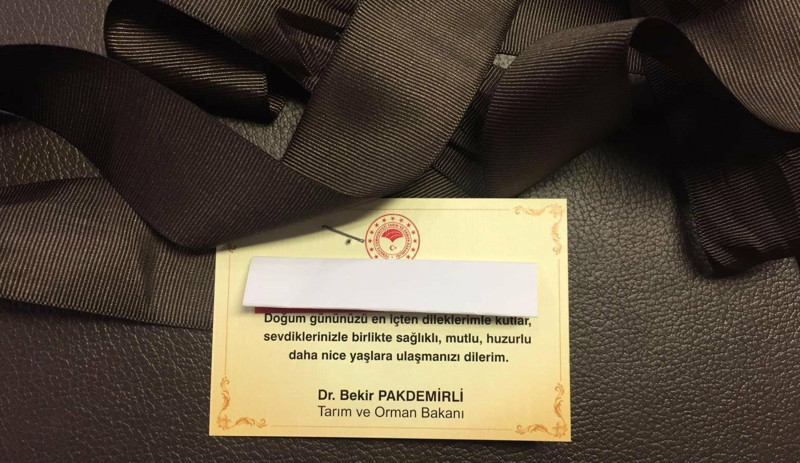 Doğum gününüzü en içten dileklerimle kutlar,
sevdiklerinizle birlikte sağlıklı, mutlu, huzurlu
daha nice yaşlara ulaşmanızı dilerim.
Dr. Bekir PAKDEMİRLİ
Tarım ve Orman Bakanı